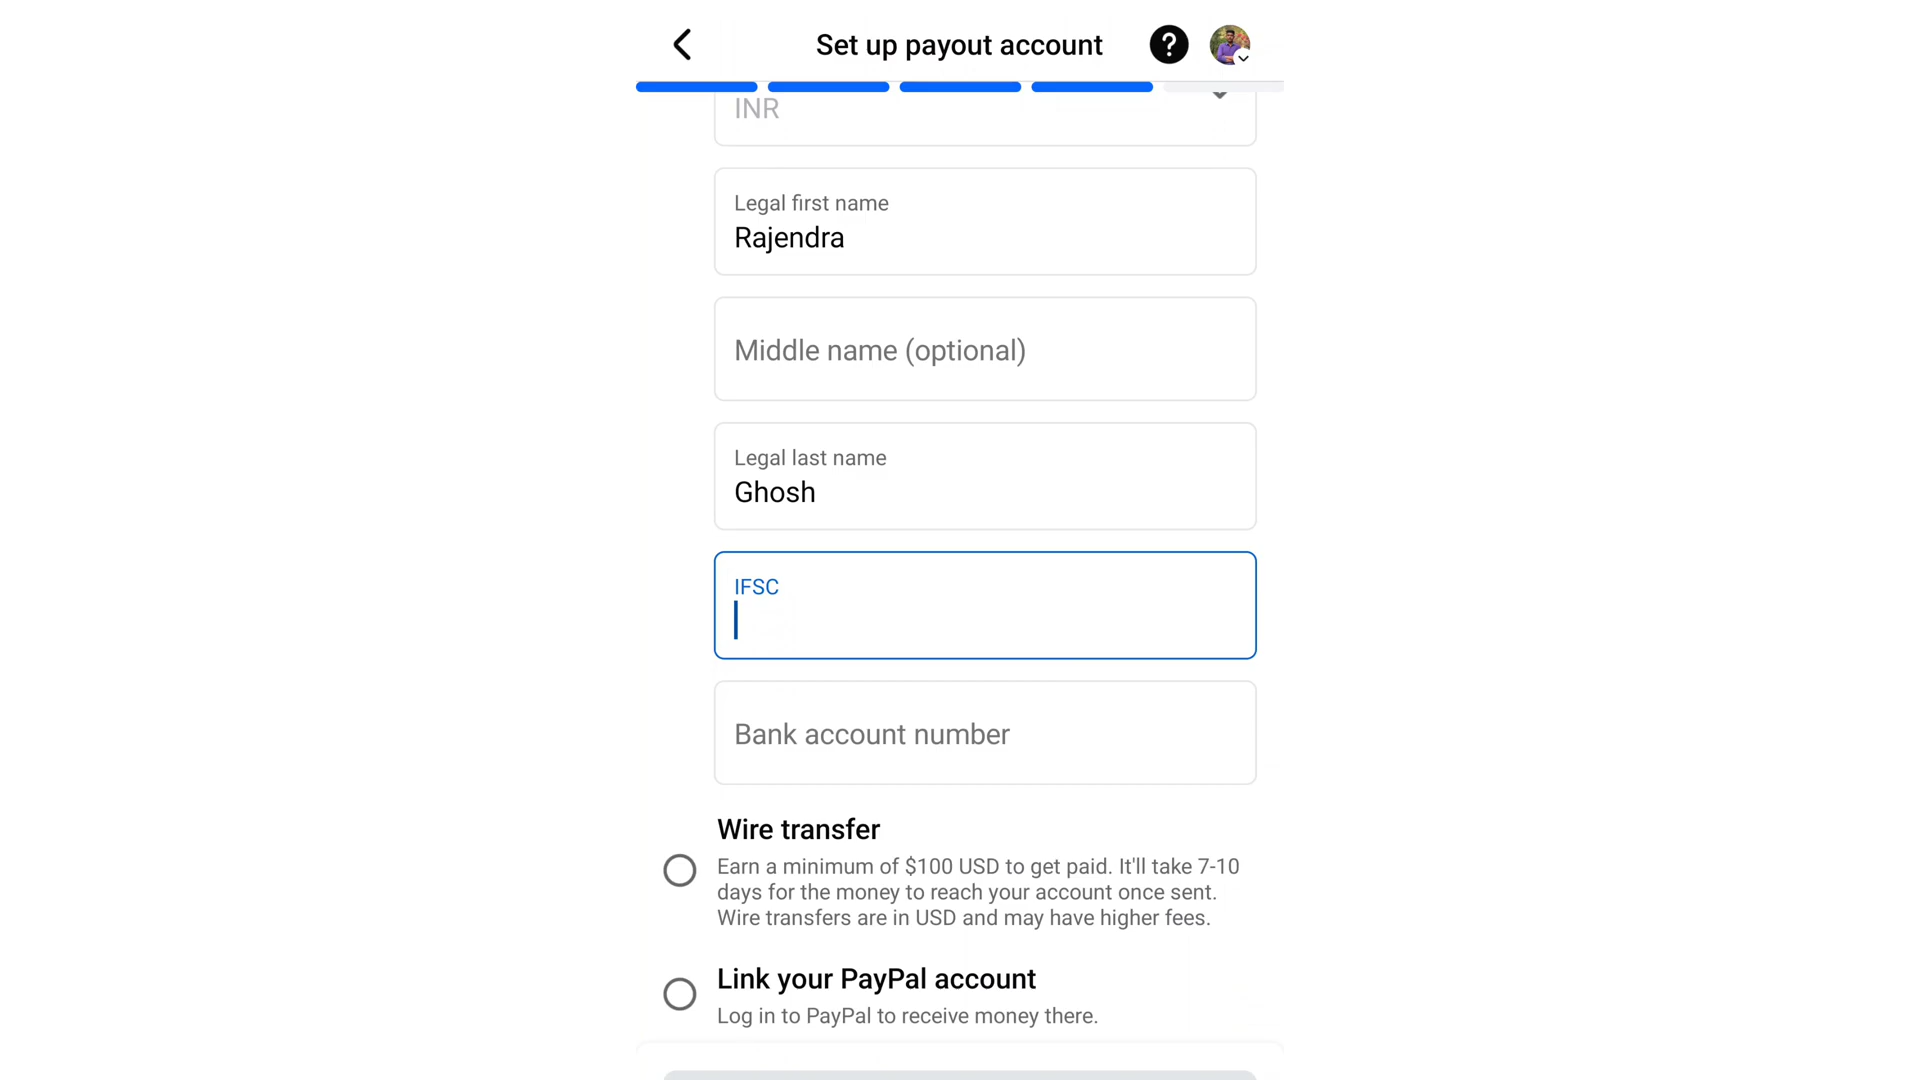 Set up payout account
INR
Legal first name
Rajendra
Middle name (optional)
Legal last name
Ghosh
IFSC
Bank account number
Wire transfer
Earn a minimum of $100 USD to get paid. It'll take 7-10
days for the money to reach your account once sent.
Wire transfers are in USD and may have higher fees.
Link your PayPal account
Log in to PayPal to receive money there.